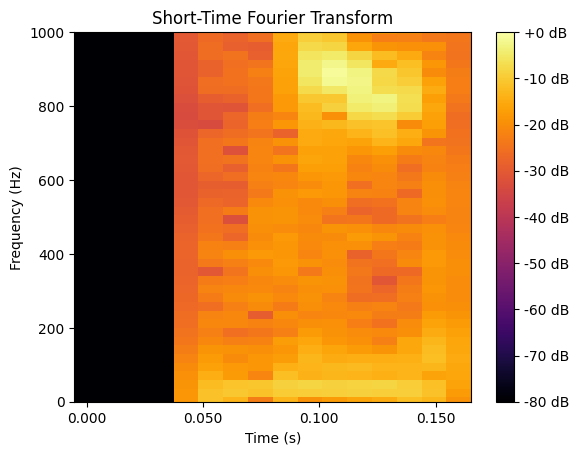 Short-Time Fourier Transform
Frequency (Hz)
1000
800
600
400
200
0
0.000
0.050
0.100
0.150
Time (s)
+0 dB
-10 dB
-20 dB
-30 dB
-40 dB
-50 dB
-60 dB
-70 dB
-80 dB